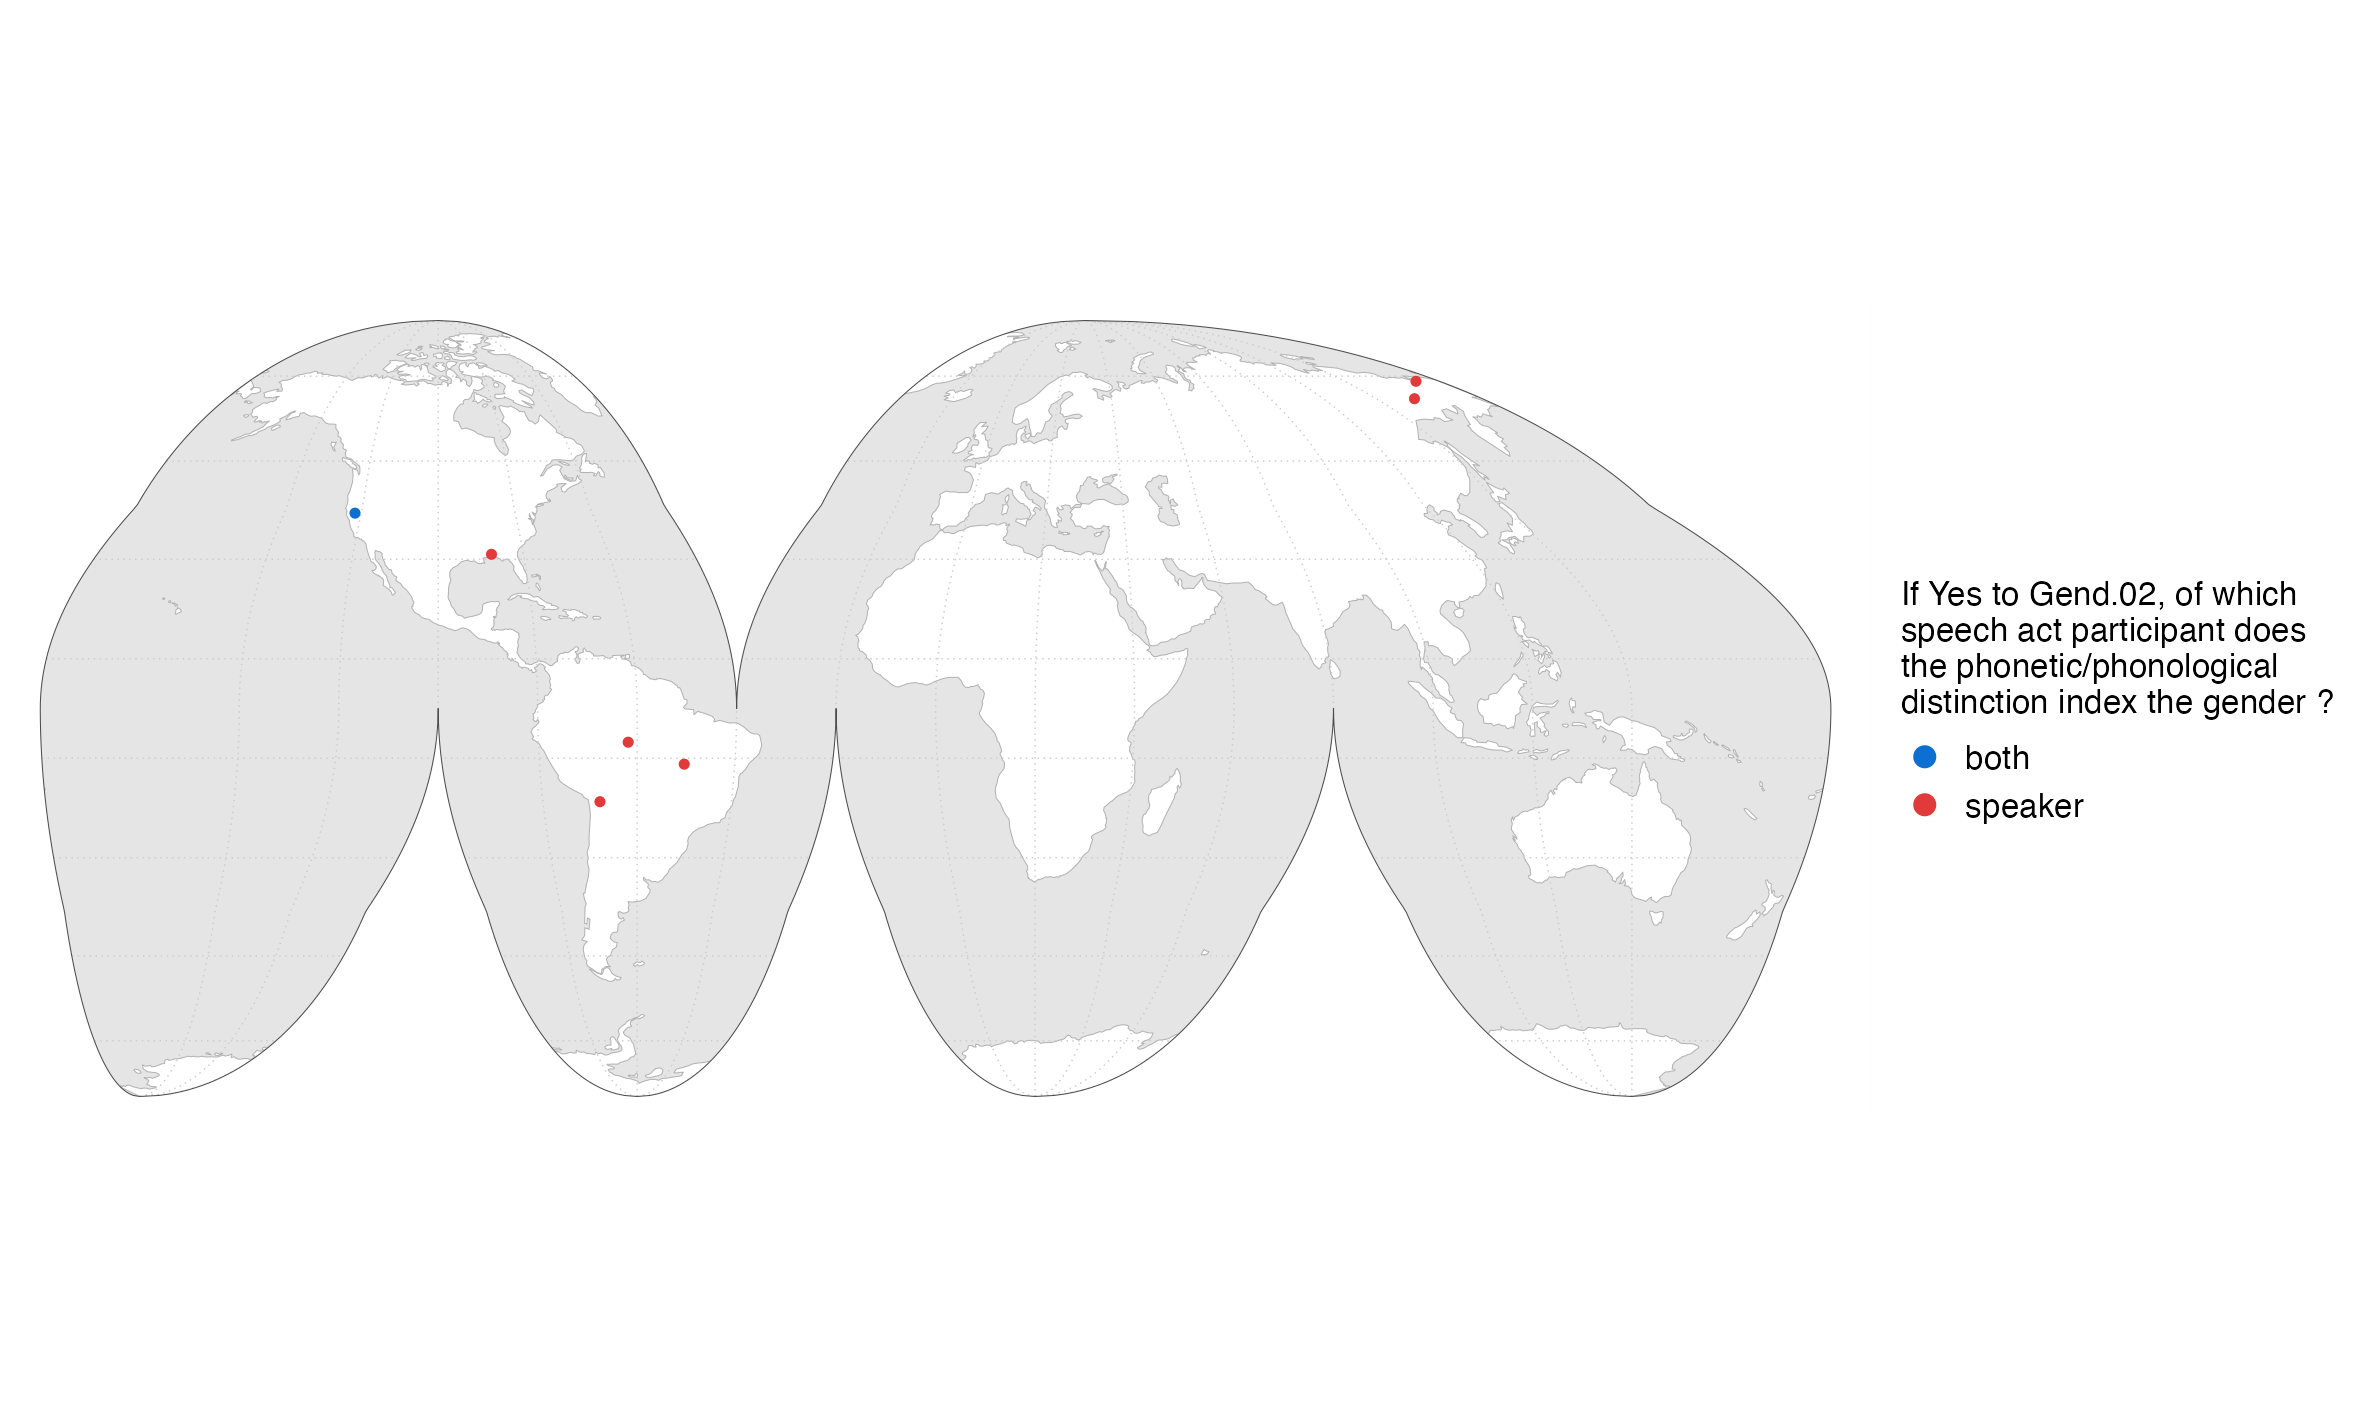 If Yes to Gend.02, of which
speech act participant does
the phonetic/phonological
distinction index the gender ?
both
speaker